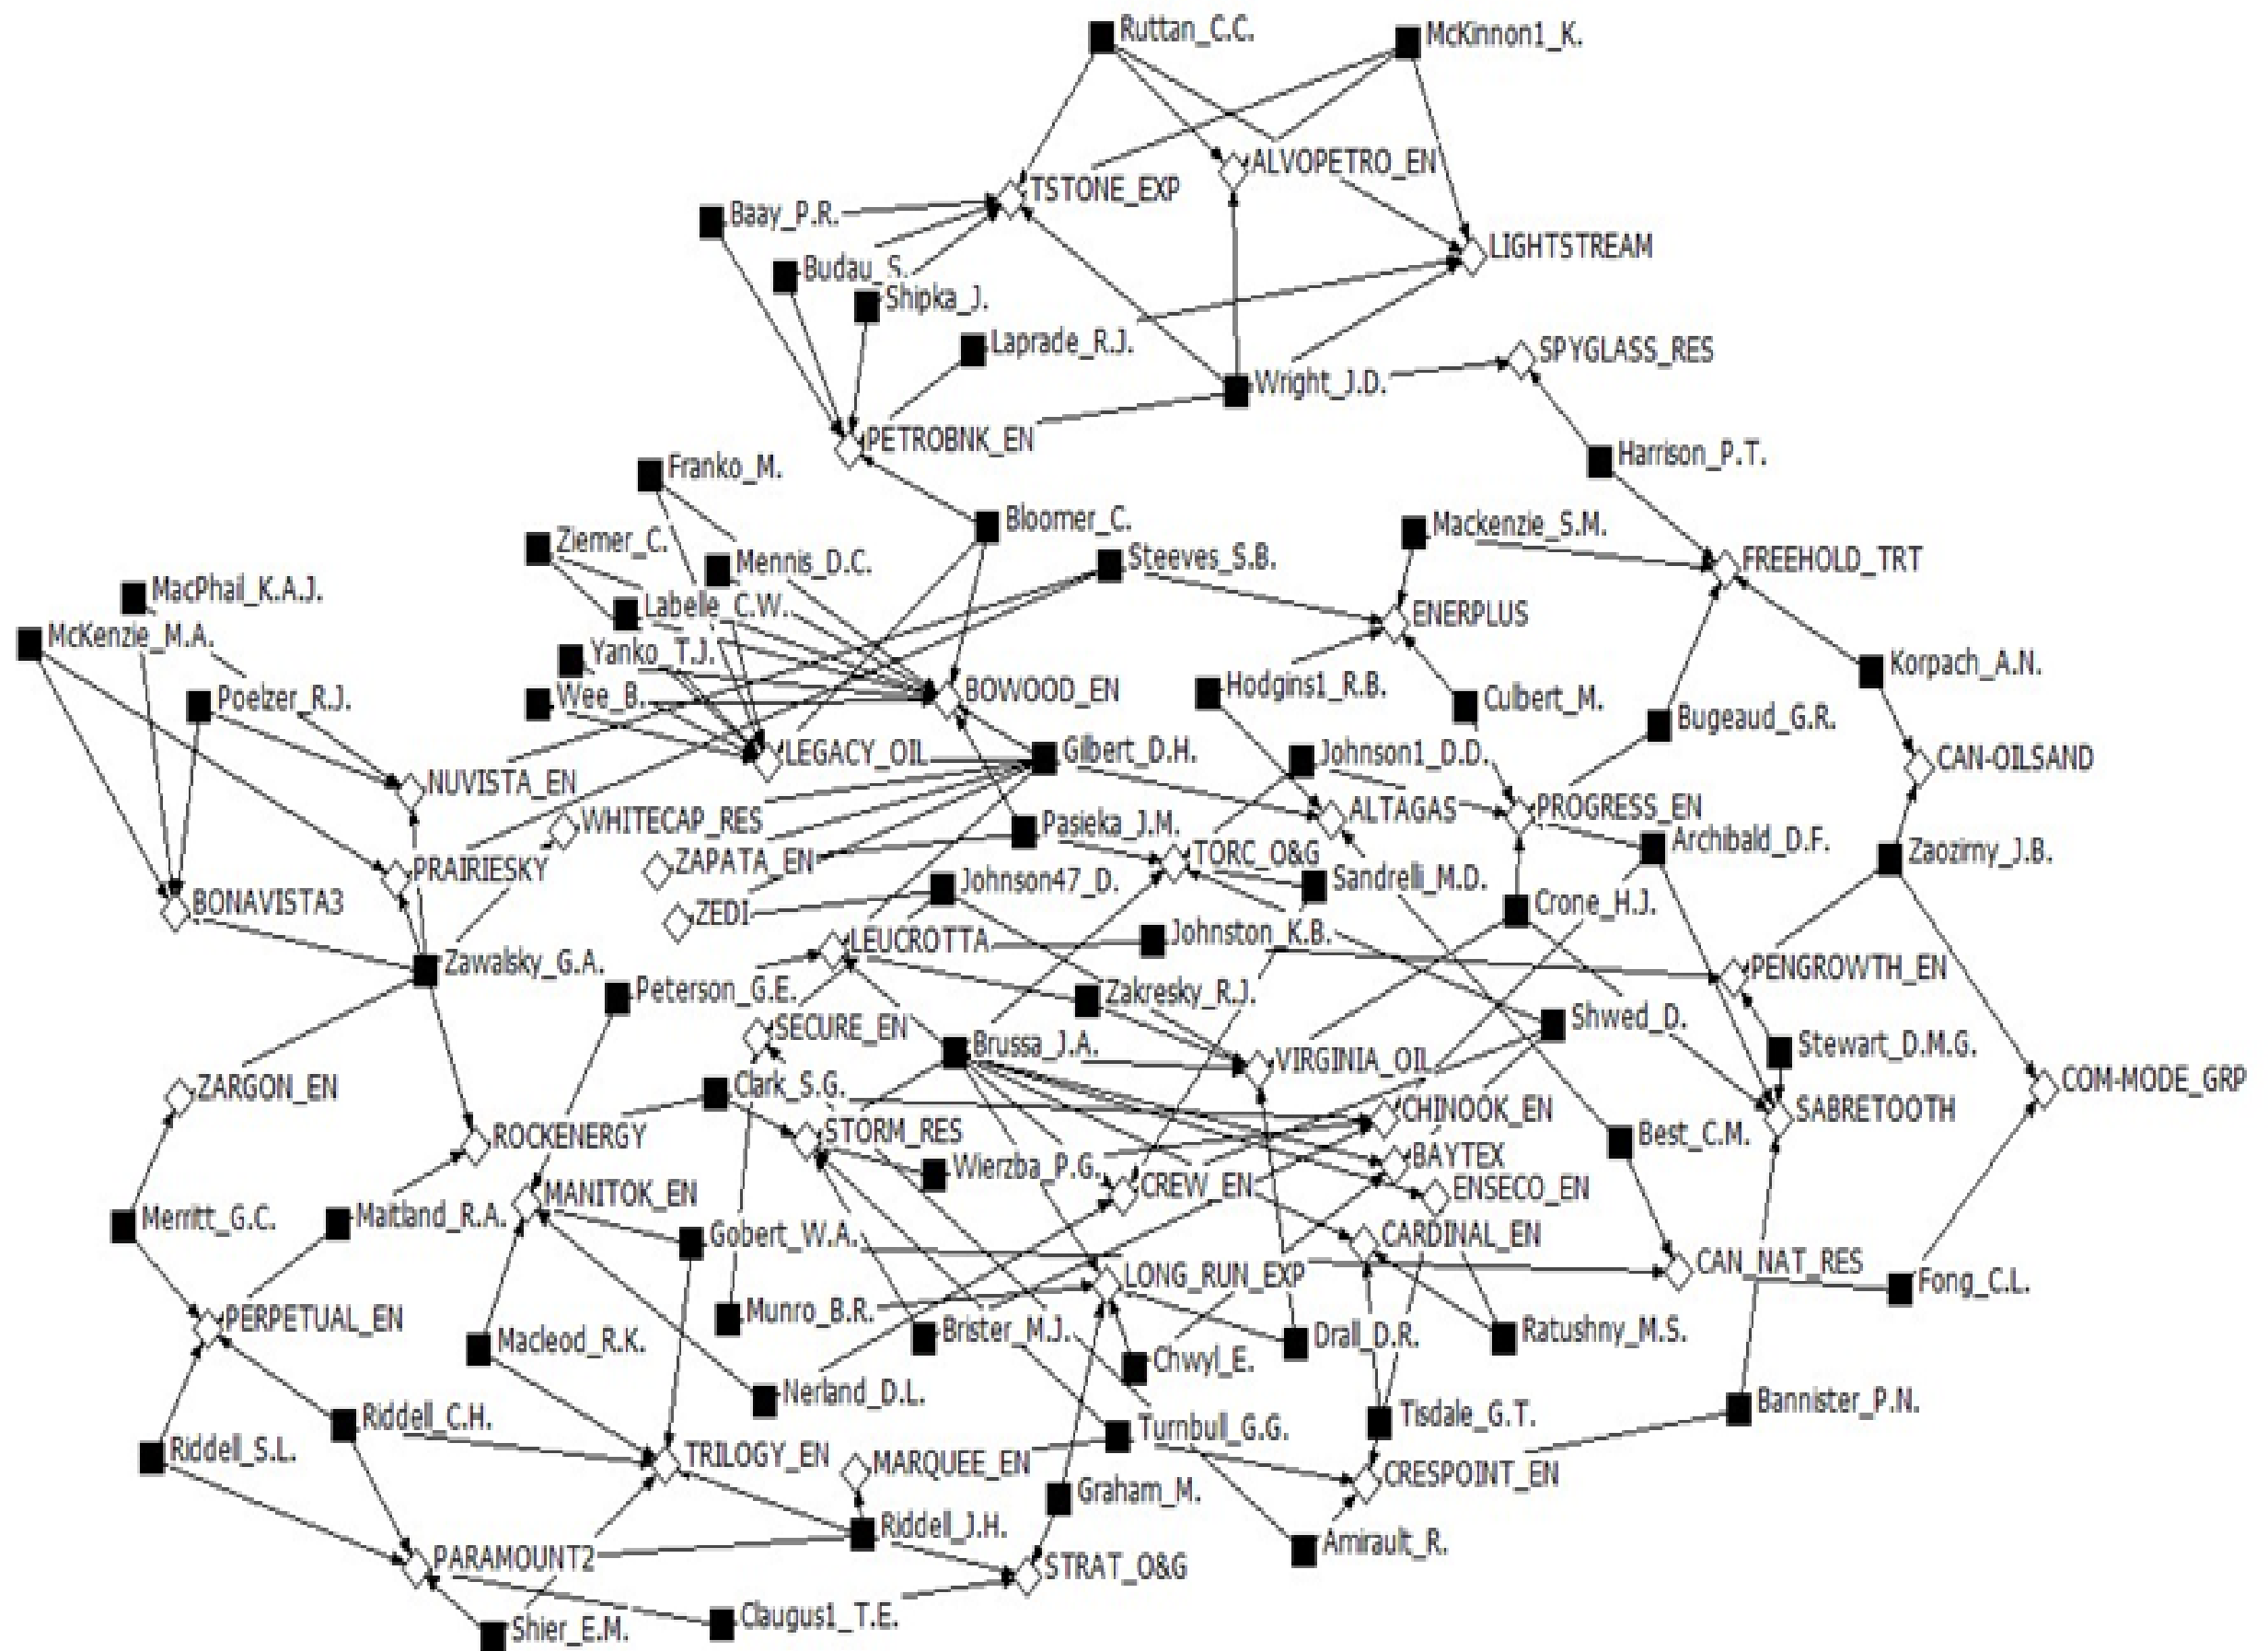 Ruttan_C.C.
McKinnon1_K.
ALVOPETRO_EN
TSTONE_EXP
Baay_P.R.
LIGHTSTREAM
Budau_S.
Shipka_J.
Laprade_R.J.
SPYGLASS_RES
Wright_J.D.
PETROBNK_EN
Harrison_P.T.
Franko_M.
Bloomer_C.
Mackenzie_S.M.
Ziemer_C.
Mennis_D.C.
Steeves_S.B.
FREEHOLD_TRT
MacPhail_K.A.J.
Labelle_C.W.
ENERPLUS
McKenzie_M.A.
Yanko_T.J.
Korpach_A.N.
Poelzer_R.J.
Wee_B.
BOWOOD_EN
Hodgins1_R.B.
Culbert_M.
Bugeaud_G.R.
LEGACY_OIL
Gilbert_D.H.
Johnson1_D.D.
CAN-OILSAND
NUVISTA_EN
WHITECAP_RES
ALTAGAS
PROGRESS_EN
Pasieka_J.M.
Archibald_D.F.
PRAIRIESKY
ZAPATA_EN
TORC_O&G
Zaozirny_J.B.
Johnson47_D.
Sandrelli_M.D.
BONAVISTA3
ZEDI
Crone_H.J.
LEUCROTTA
Johnston_K.B.
Zawalsky_G.A.
PENGROWTH_EN
Peterson_G.E.
Zakresky_R.J.
SECURE_EN
Shwed_D.
Brussa_J.A.
Stewart_D.M.G.
VIRGINIA_OIL
ZARGON_EN
Clark_S.G.
COM-MODE_GRP
CHINOOK_EN
SABRETOOTH
ROCKENERGY
STORM_RES
Best_C.M.
Wierzba_P.G.
BAYTEX
MANITOK_EN
CREW_EN
ENSECO_EN
Merritt_G.C.
Maitland_R.A.
Gobert_W.A.
CARDINAL_EN
LONG_RUN_EXP
CAN_NAT_RES
Fong_C.L.
PERPETUAL_EN
Munro_B.R.
Macleod_R.K.
Brister_M.J.
Drall_D.R.
Ratushny_M.S.
Chwyl_E.
Nerland_D.L.
Bannister_P.N.
Riddell_C.H.
Turnbull_G.G.
Tisdale_G.T.
Riddell_S.L.
TRILOGY_EN
MARQUEE_EN
CRESPOINT_EN
Graham_M.
Riddell_J.H.
Amirault_R.
PARAMOUNT2
STRAT_O&G
Claugus1_T.E.
Shier_E.M.